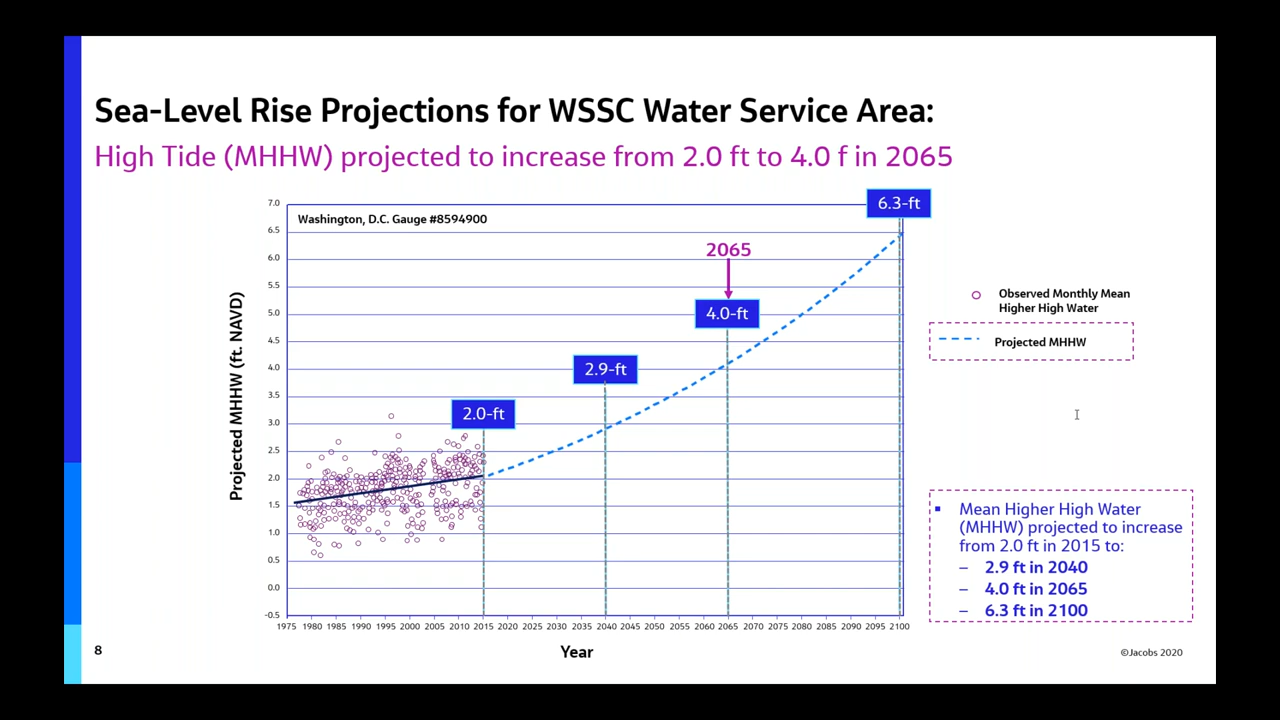 Sea-Level Rise Projections for WSSC Water Service Area:
High Tide (MHHW) projected to increase from 2.0 ft to 4.0 f in 2065
Washington, D.C. Gauge #8594900
Projected MHHW (ft. NAVD)
7.0
6.5
6.0
5.5
5.0
4.5
4.0
3.5
3.0
2.5
2.0
1.5
1.0
0.5
0.0
-0.5
2.0-ft
2.9-ft
2065
4.0-ft
6.3-ft
1975 1980 1985 1990 1995 2000 2005 2010 2015 2020 2025 2030 2035 2040 2045 2050 2055 2060 2065 2070 2075 2080 2085 2090 2095 2100
Year
Observed Monthly Mean
Higher High Water
Projected MHHW
▪ Mean Higher High Water
(MHHW) projected to increase
from 2.0 ft in 2015 to:
– 2.9 ft in 2040
– 4.0 ft in 2065
– 6.3 ft in 2100
8
©Jacobs 2020